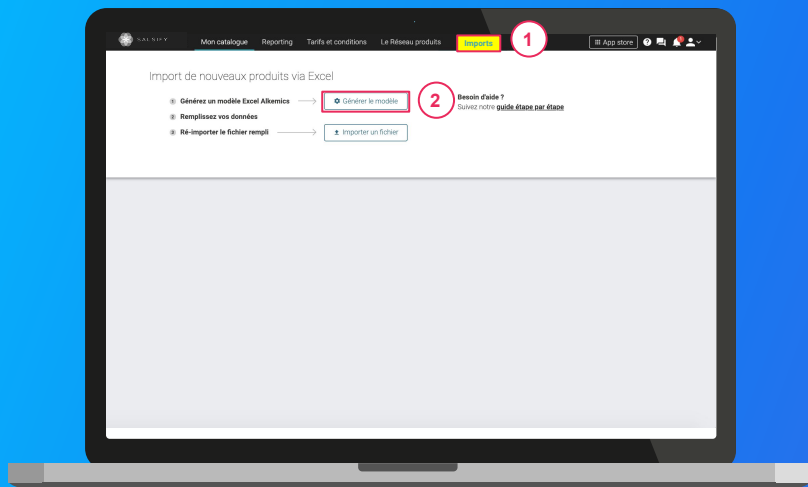 SALSIFY
Mon catalogue
Reporting
Tarifs et conditions
Le Réseau produits
Imports
1
App store
Import de nouveaux produits via Excel
1 Générez un modèle Excel Alkemics
Générer le modèle
2
Besoin d'aide ?
Suivez notre guide étape par étape
2 Remplissez vos données
3 Ré-importer le fichier rempli
Importer un fichier